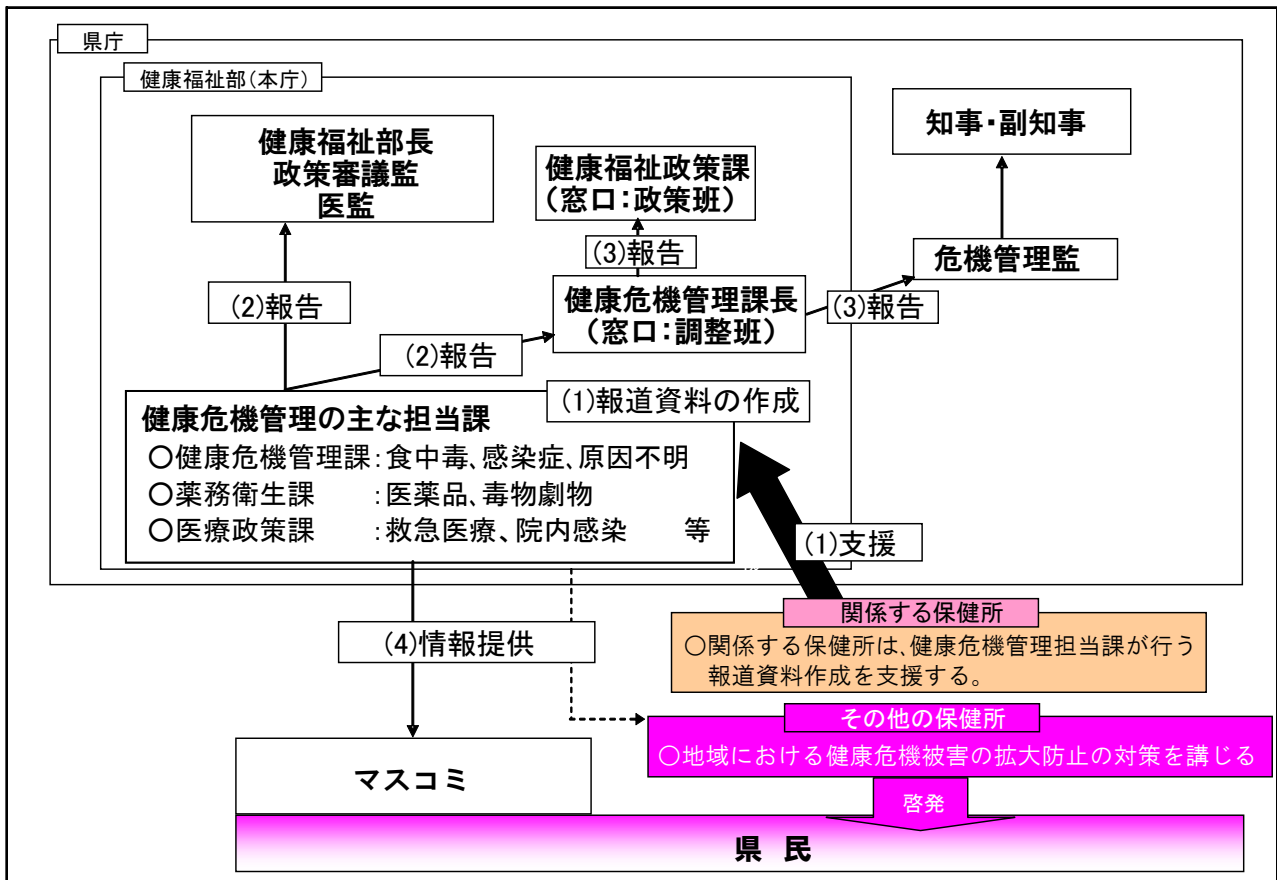 県庁
健康福祉部(本庁)
健康福祉部長
政策審議監
医監
健康福祉政策課
(窓口:政策班)
知事・副知事
(3)報告
危機管理監
(2)報告
健康危機管理課長
(窓口:調整班)
(3)報告
(2)報告
(1)報道資料の作成
健康危機管理の主な担当課
○健康危機管理課:食中毒、感染症、原因不明
○薬務衛生課 :医薬品、毒物劇物
○医療政策課 :救急医療、院内感染 等
(1)支援
関係する保健所
○関係する保健所は、健康危機管理担当課が行う
報道資料作成を支援する。
(4)情報提供
その他の保健所
○地域における健康危機被害の拡大防止の対策を講じる
マスコミ
啓発
県 民